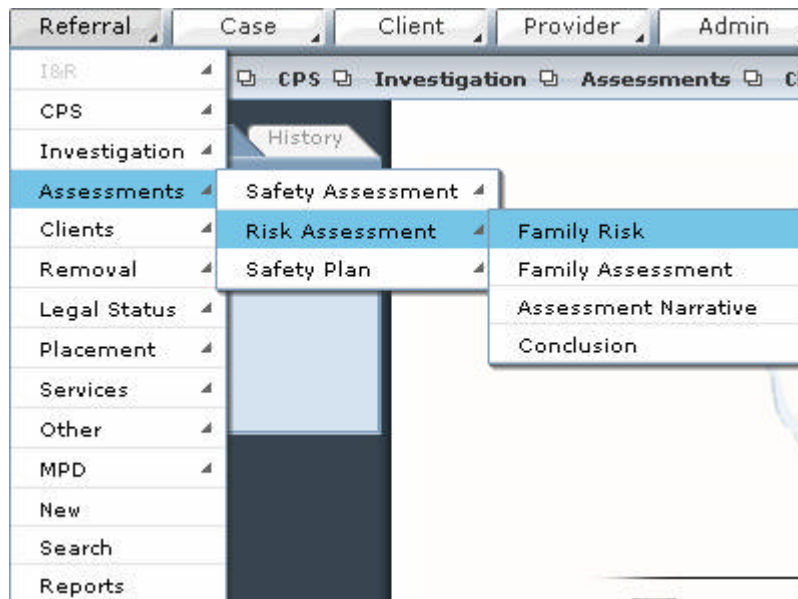 Referral Case Client Provider Admin
I&R
CPS Investigation Assessments
CPS
History
Investigation
Assessments
Safety Assessment
Clients
Risk Assessment
Family Risk
Removal
Safety Plan
Family Assessment
Legal Status
Assessment Narrative
Placement
Conclusion
Services
Other
MPD
New
Search
Reports